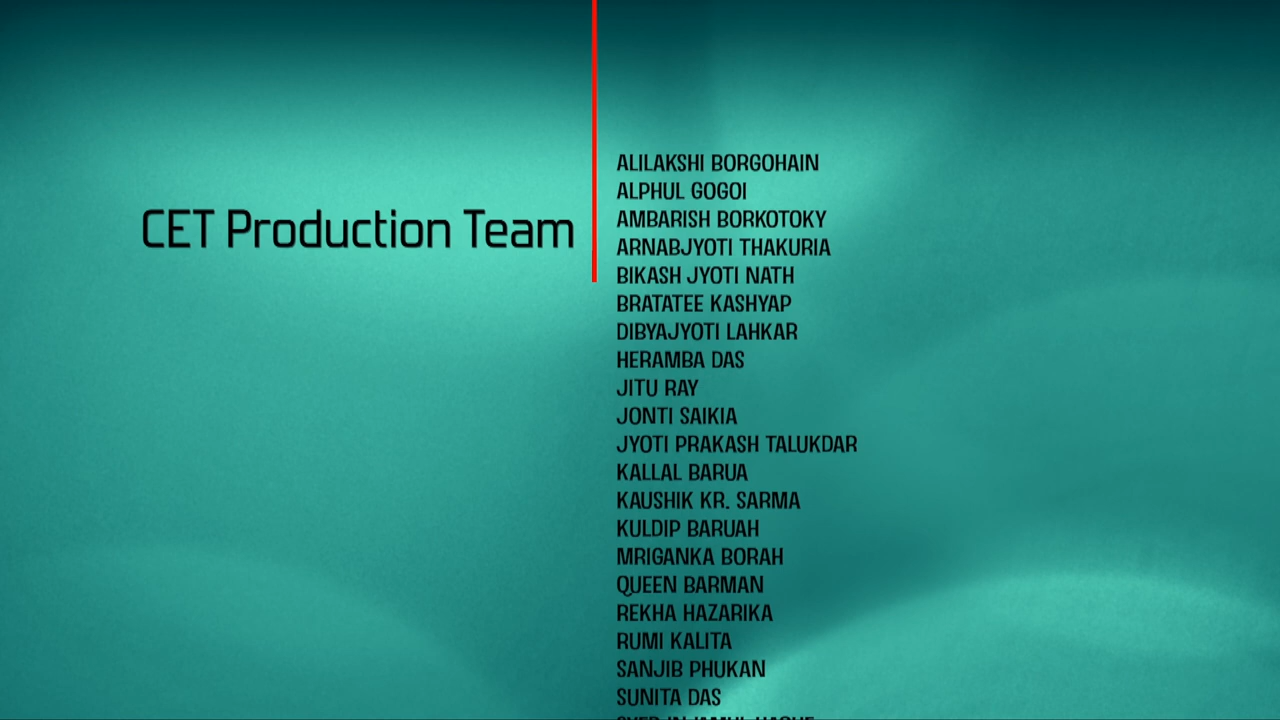 CET Production Team
ALILAKSHI BORGOHAIN
ALPHUL GOGOI
AMBARISH BORKOTOKY
ARNABJYOTI THAKURIA
BIKASH JYOTI NATH
BRATATEE KASHYAP
DIBYAJYOTI LAHKAR
HERAMBA DAS
JITU RAY
JONTI SAIKIA
JYOTI PRAKASH TALUKDAR
KALLAL BARUA
KAUSHIK KR. SARMA
KULDIP BARUAH
MRIGANKA BORAH
QUEEN BARMAN
REKHA HAZARIKA
RUMI KALITA
SANJIB PHUKAN
SUNITA DAS